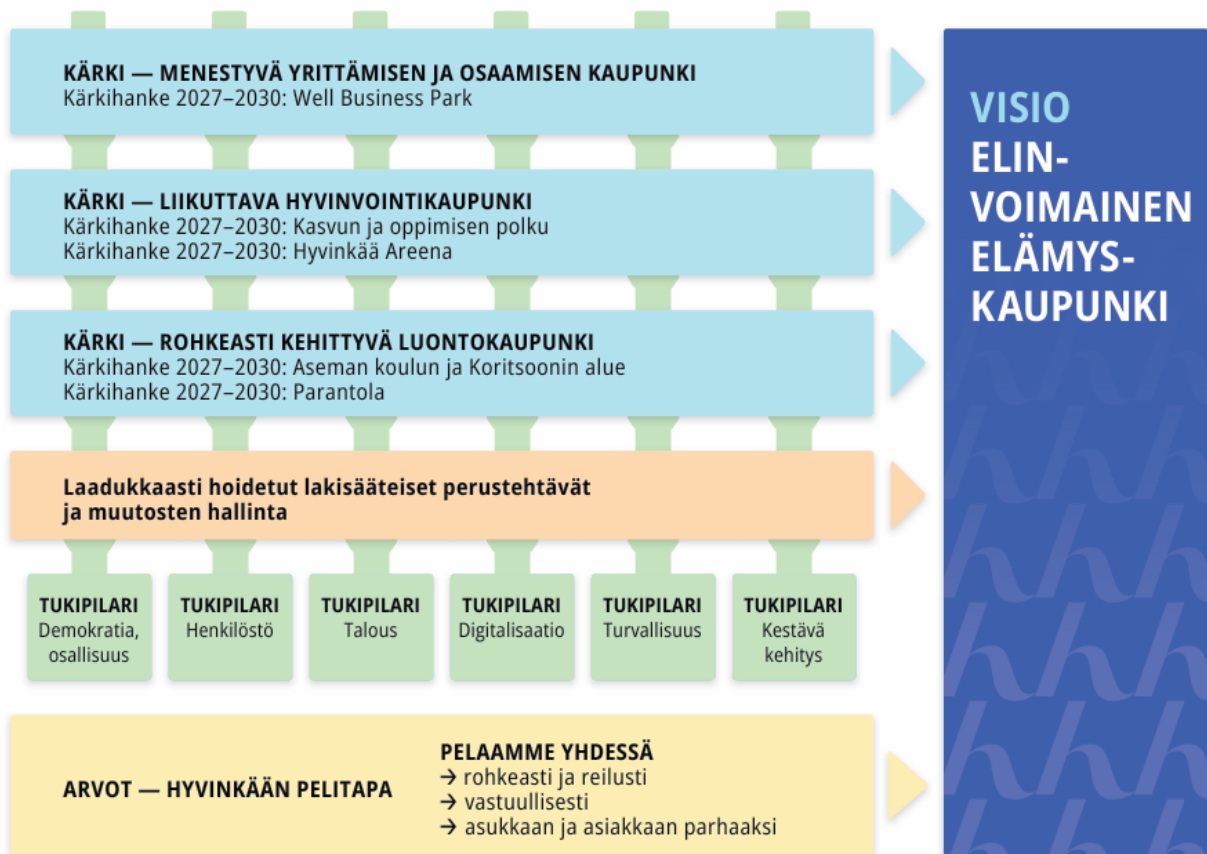 KÄRKI — MENESTYVÄ YRITTÄMISEN JA OSAAMISEN KAUPUNKI
Kärkihanke 2027–2030: Well Business Park
KÄRKI — LIIKUTTAVA HYVINVOINTIKAUPUNKI
Kärkihanke 2027–2030: Kasvun ja oppimisen polku
Kärkihanke 2027–2030: Hyvinkää Areena
KÄRKI — ROHKEASTI KEHITTYVÄ LUONTOKAUPUNKI
Kärkihanke 2027–2030: Aseman koulun ja Koritsoonin alue
Kärkihanke 2027–2030: Parantola
Laadukkaasti hoidetut lakisääteiset perustehtävät
ja muutosten hallinta
TUKIPILARI
Demokratia,
osallisuus
TUKIPILARI
Henkilöstö
TUKIPILARI
Talous
TUKIPILARI
Digitalisaatio
TUKIPILARI
Turvallisuus
TUKIPILARI
Kestävä
kehitys
ARVOT — HYVINKÄÄN PELITAPA
PELAAMME YHDESSÄ
→ rohkeasti ja reilusti
→ vastuullisesti
→ asukkaan ja asiakkaan parhaaksi
VISIO
ELIN-
VOIMAINEN
ELÄMYS-
KAUPUNKI